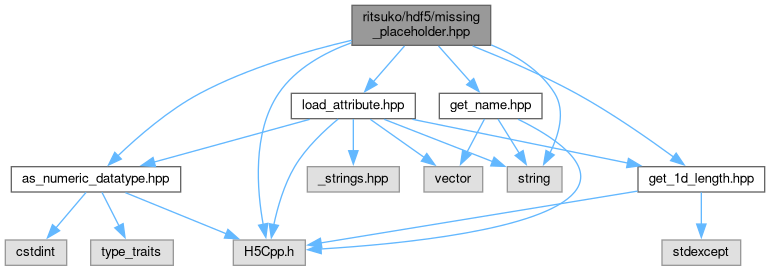 ritsuko/hdf5/missing
_placeholder.hpp
load_attribute.hpp
get_name.hpp
as_numeric_datatype.hpp
_strings.hpp
vector
string
get_1d_length.hpp
cstdint
type_traits
H5Cpp.h
stdexcept